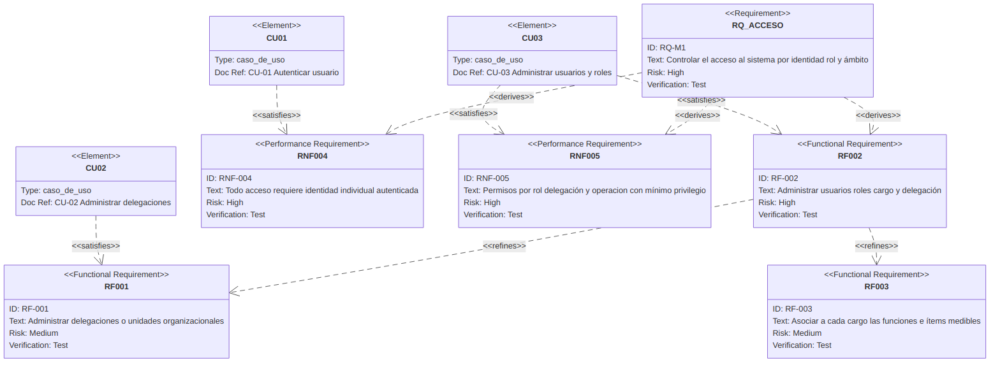 <<Element>>
CU01
Type: caso_de_uso
Doc Ref: CU-01 Autenticar usuario
<<Element>>
CU03
Type: caso_de_uso
Doc Ref: CU-03 Administrar usuarios y roles
<<Requirement>>
RQ_ACCESO
ID: RQ-M1
Text: Controlar el acceso al sistema por identidad rol y ámbito
Risk: High
Verification: Test
<<derives>>
<<satisfies>>
<<satisfies>>
<<satisfies>>
<<derives>>
<<derives>>
<<Element>>
CU02
Type: caso_de_uso
Doc Ref: CU-02 Administrar delegaciones
<<Performance Requirement>>
RNF004
ID: RNF-004
Text: Todo acceso requiere identidad individual autenticada
Risk: High
Verification: Test
<<Performance Requirement>>
RNF005
ID: RNF-005
Text: Permisos por rol delegación y operacion con mínimo privilegio
Risk: High
Verification: Test
<<Functional Requirement>>
RF002
ID: RF-002
Text: Administrar usuarios roles cargo y delegación
Risk: High
Verification: Test
<<satisfies>>
<<refines>>
<<refines>>
<<Functional Requirement>>
RF001
ID: RF-001
Text: Administrar delegaciones o unidades organizacionales
Risk: Medium
Verification: Test
<<Functional Requirement>>
RF003
ID: RF-003
Text: Asociar a cada cargo las funciones e ítems medibles
Risk: Medium
Verification: Test